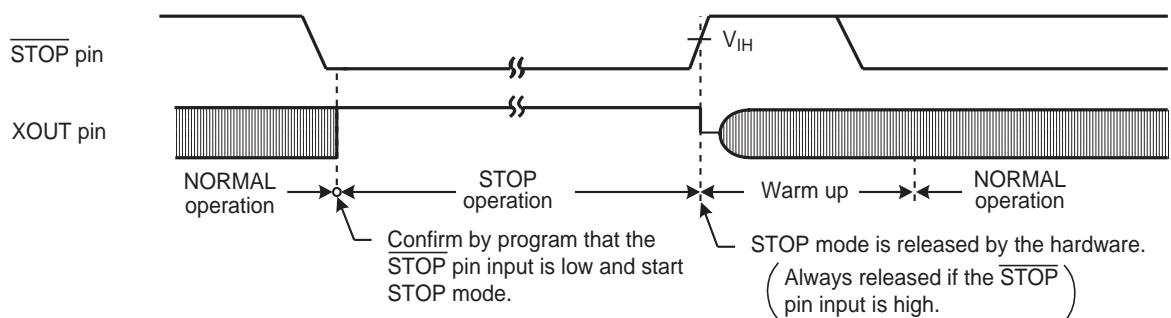 STOP pin
VIH
XOUT pin
NORMAL
operation
STOP
operation
Warm up
NORMAL
operation
Confirm by program that the
STOP pin input is low and start
STOP mode.
STOP mode is released by the hardware.
(Always released if the STOP
pin input is high.)